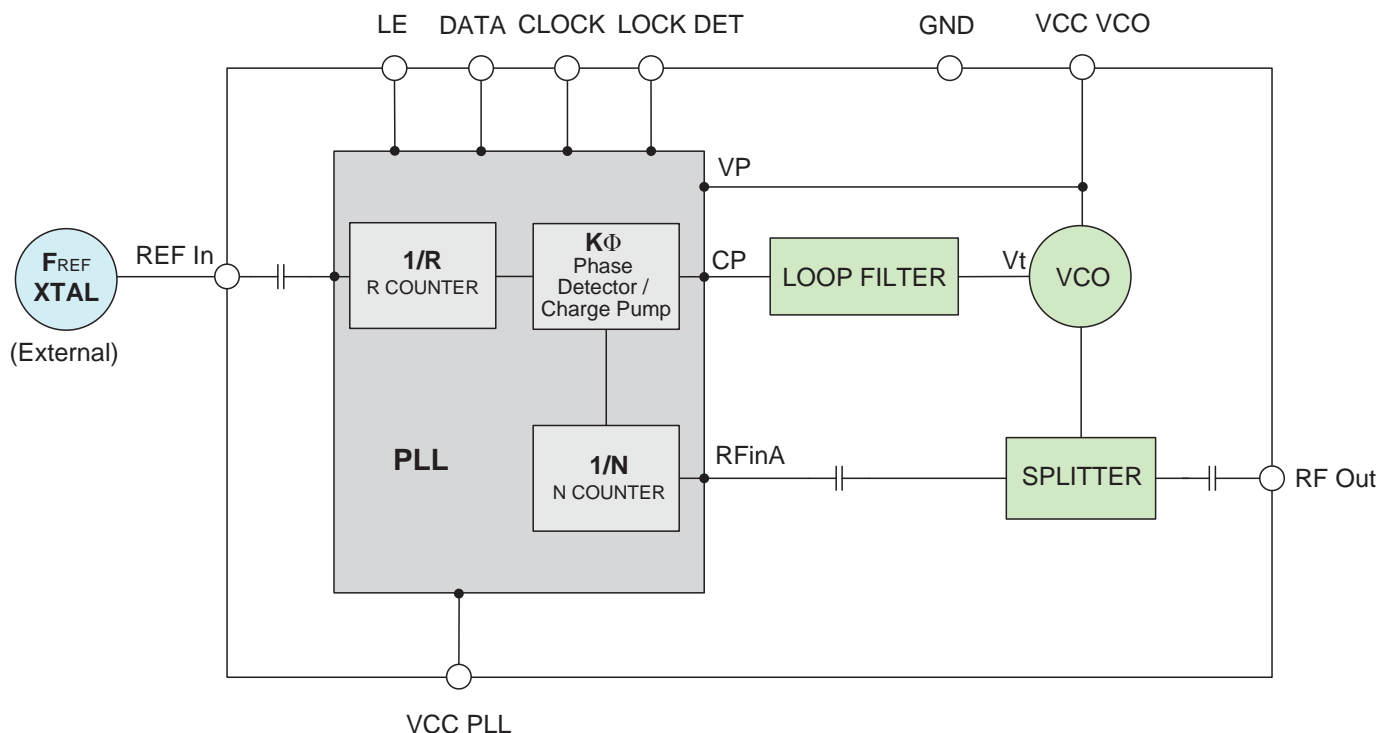 LE
DATA
CLOCK
LOCK DET
GND
VCC VCO
VP
FREF
XTAL
(External)
REF In
1/R
R COUNTER
KΦ
Phase
Detector /
Charge Pump
CP
LOOP FILTER
Vt
VCO
PLL
1/N
N COUNTER
RFinA
SPLITTER
RF Out
VCC PLL